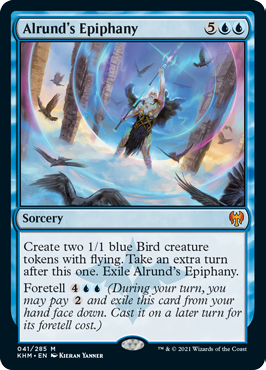 Alrund's Epiphany 5
Sorcery
Create two 1/1 blue Bird creature
tokens with flying. Take an extra turn
after this one. Exile Alrund's Epiphany.
Foretell 4 (During your turn, you
may pay 2 and exile this card from your
hand face down. Cast it on a later turn for
its foretell cost.)
041/285 M
KHM • EN KIERAN YANNER ™ & © 2021 Wizards of the Coast